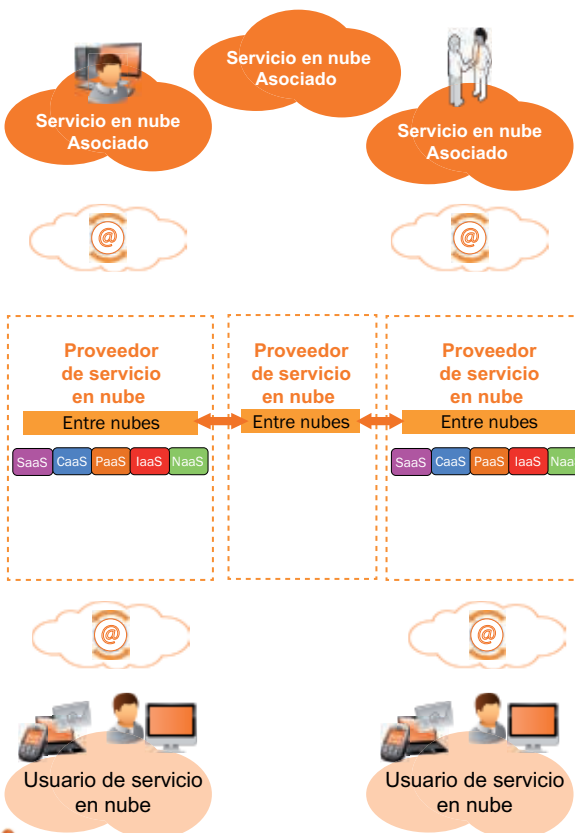 Servicio en nube
Asociado
Servicio en nube
Asociado
Servicio en nube
Asociado
@
@
Proveedor
de servicio
en nube
Entre nubes
SaaS CaaS PaaS IaaS NaaS
Proveedor
de servicio
en nube
Entre nubes
Proveedor
de servicio
en nube
Entre nubes
SaaS CaaS PaaS IaaS Naa
@
@
Usuario de servicio
en nube
Usuario de servicio
en nube